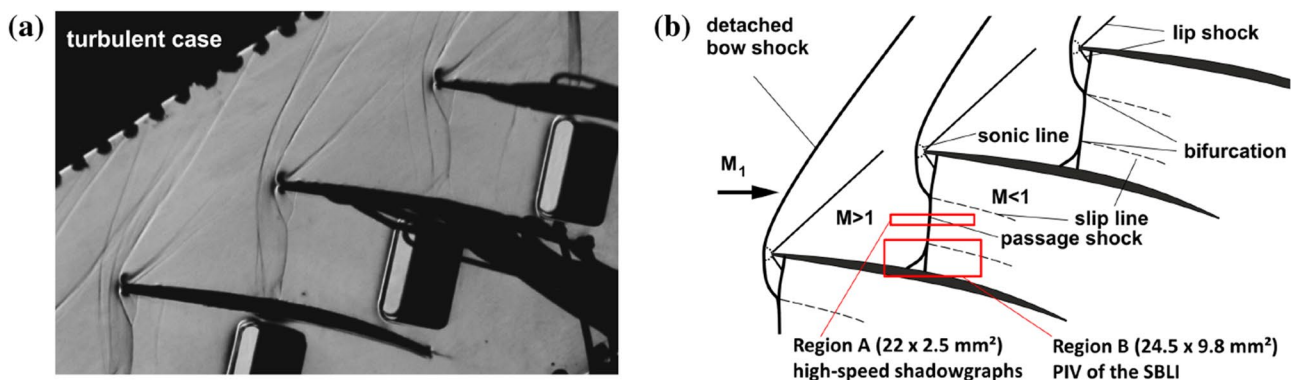 (a)
turbulent case
(b)
detached
bow shock
lip shock
sonic line
bifurcation
M₁
M>1
M<1
slip line
passage shock
Region A (22 x 2.5 mm²)
high-speed shadowgraphs
Region B (24.5 x 9.8 mm²)
PIV of the SBLI